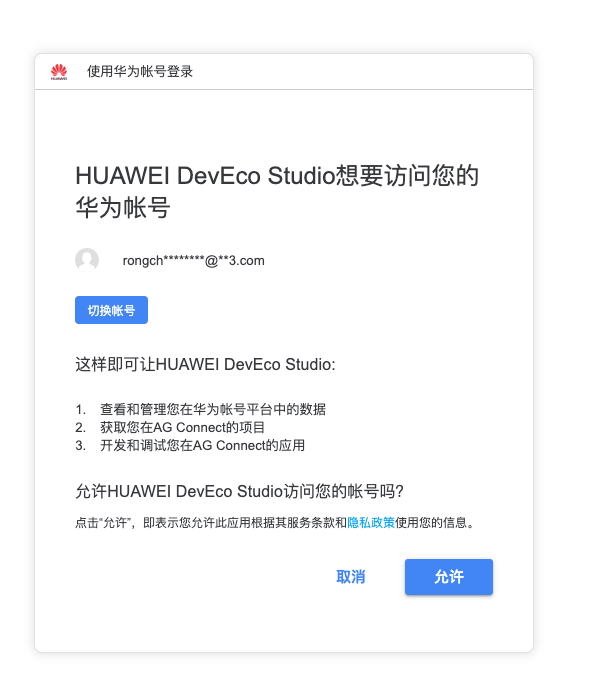 HUAWEI
使用华为帐号登录
HUAWEI DevEco Studio想要访问您的
华为帐号
rongch********@**3.com
切换帐号
这样即可让HUAWEI DevEco Studio:
1. 查看和管理您在华为帐号平台中的数据
2. 获取您在AG Connect的项目
3. 开发和调试您在AG Connect的应用
允许HUAWEI DevEco Studio访问您的帐号吗?
点击“允许”，即表示您允许此应用根据其服务条款和隐私政策使用您的信息。
取消 允许